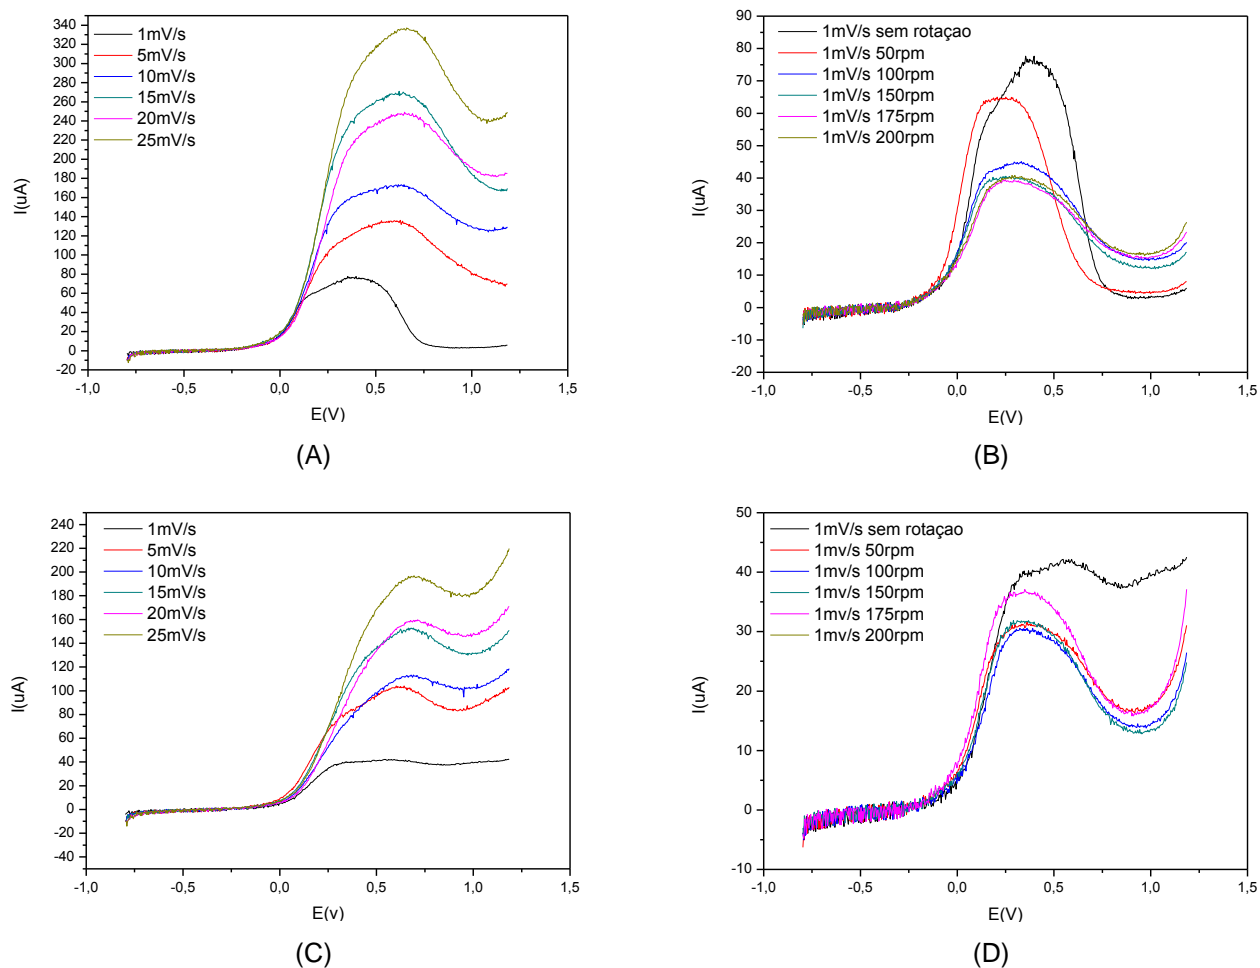 340
320
300
280
260
240
220
200
180
160
140
120
100
80
60
40
20
0
-20
I(uA)
1mV/s
5mV/s
10mV/s
15mV/s
20mV/s
25mV/s
-1,0
-0,5
0,0
0,5
1,0
1,5
E(V)
(A)
90
80
70
60
50
40
30
20
10
0
-10
-20
I(uA)
1mV/s sem rotaçao
1mV/s 50rpm
1mV/s 100rpm
1mV/s 150rpm
1mV/s 175rpm
1mV/s 200rpm
-1,0
-0,5
0,0
0,5
1,0
1,5
E(V)
(B)
240
220
200
180
160
140
120
100
80
60
40
20
0
-20
-40
I(uA)
1mV/s
5mV/s
10mV/s
15mV/s
20mV/s
25mV/s
-1,0
-0,5
0,0
0,5
1,0
1,5
E(v)
(C)
50
40
30
20
10
0
-10
I(uA)
1mV/s sem rotaçao
1mv/s 50rpm
1mv/s 100rpm
1mv/s 150rpm
1mv/s 175rpm
1mv/s 200rpm
-1,0
-0,5
0,0
0,5
1,0
1,5
E(V)
(D)